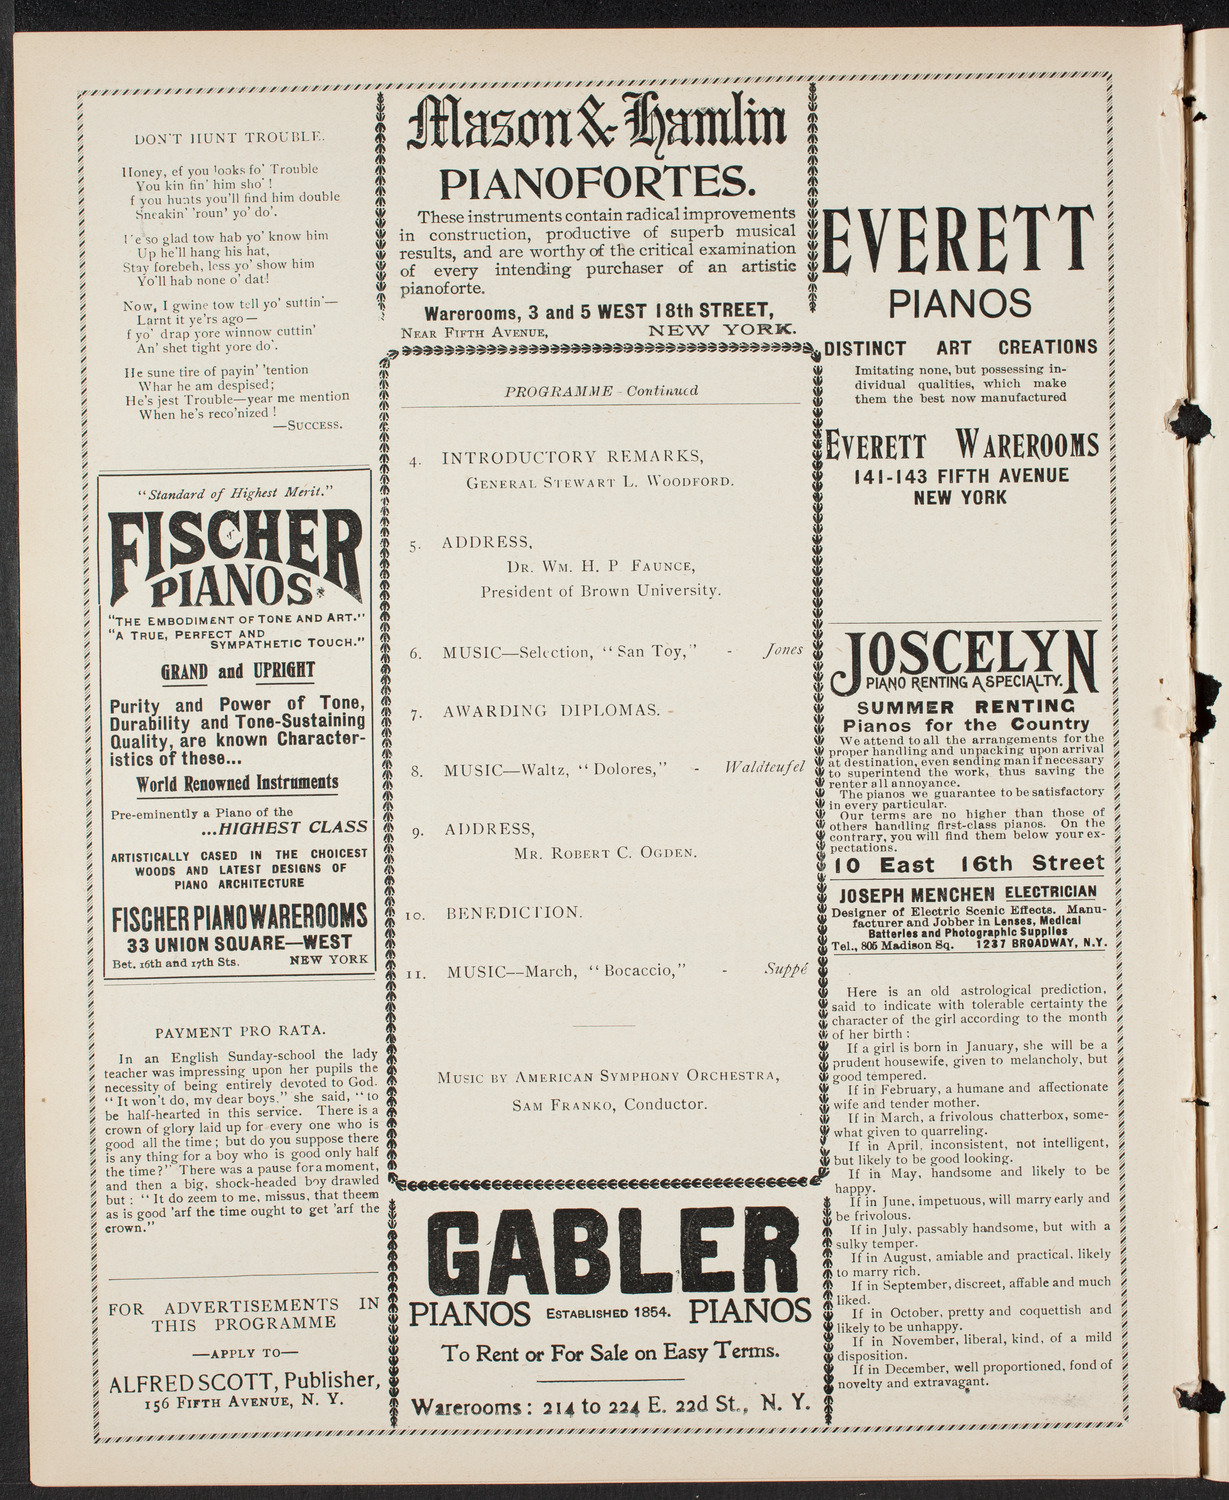 DON'T HUNT TROUBLE.
Honey, ef you looks fo' Trouble
You kin fin' him sho' !
f you hunts you'll find him double
Sneakin' 'roun' yo' do'.
I'e so glad tow hab yo' know him
Up he'll hang his hat,
Stay forebeh, less yo' show him
Yo'll hab none o' dat!
Now, I gwine tow tell yo' suttin'—
Larnt it ye'rs ago—
f yo' drap yore winnow cuttin'
An' shet tight yore do'.
He sune tire of payin' 'tention
Whar he am despised;
He's jest Trouble—year me mention
When he's reco'nized !
—SUCCESS.
"Standard of Highest Merit."
FISCHER
PIANOS
"THE EMBODIMENT OF TONE AND ART."
"A TRUE, PERFECT AND
SYMPATHETIC TOUCH."
GRAND and UPRIGHT
Purity and Power of Tone,
Durability and Tone-Sustaining
Quality, are known Character-
istics of these...
World Renowned Instruments
Pre-eminently a Piano of the
...HIGHEST CLASS
ARTISTICALLY CASED IN THE CHOICEST
WOODS AND LATEST DESIGNS OF
PIANO ARCHITECTURE
FISCHER PIANO WAREROOMS
33 UNION SQUARE—WEST
Bet. 16th and 17th Sts. NEW YORK
PAYMENT PRO RATA.
In an English Sunday-school the lady
teacher was impressing upon her pupils the
necessity of being entirely devoted to God.
"It won't do, my dear boys." she said, "to
be half-hearted in this service. There is a
crown of glory laid up for every one who is
good all the time ; but do you suppose there
is any thing for a boy who is good only half
the time?" There was a pause for a moment,
and then a big, shock-headed boy drawled
but : "It do zeem to me, missus, that theem
as is good 'arf the time ought to get 'arf the
crown."
FOR ADVERTISEMENTS IN
THIS PROGRAMME
—APPLY TO—
ALFRED SCOTT, Publisher,
156 FIFTH AVENUE, N. Y.
Mason & Hamlin
PIANOFORTES.
These instruments contain radical improvements
in construction, productive of superb musical
results, and are worthy of the critical examination
of every intending purchaser of an artistic
pianoforte.
Warerooms, 3 and 5 WEST 18th STREET,
NEAR FIFTH AVENUE, NEW YORK.
PROGRAMME - Continued
4. INTRODUCTORY REMARKS,
GENERAL STEWART L. WOODFORD.
5. ADDRESS,
DR. WM. H. P FAUNCE,
President of Brown University.
6. MUSIC—Selection, "San Toy," - Jones
7. AWARDING DIPLOMAS. -
8. MUSIC—Waltz, "Dolores," - Waldteufel
9. ADDRESS,
MR. ROBERT C. OGDEN.
10. BENEDICTION.
11. MUSIC—March, "Bocaccio," - Suppé
MUSIC BY AMERICAN SYMPHONY ORCHESTRA,
SAM FRANKO, Conductor.
GABLER
PIANOS ESTABLISHED 1854. PIANOS
To Rent or For Sale on Easy Terms.
Warerooms: 214 to 224 E. 22d St., N. Y.
EVERETT
PIANOS
DISTINCT ART CREATIONS
Imitating none, but possessing in-
dividual qualities, which make
them the best now manufactured
EVERETT WAREROOMS
141-143 FIFTH AVENUE
NEW YORK
JOSCELYN
PIANO RENTING A SPECIALTY.
SUMMER RENTING
Pianos for the Country
We attend to all the arrangements for the
proper handling and unpacking upon arrival
at destination, even sending man if necessary
to superintend the work, thus saving the
renter all annoyance.
The pianos we guarantee to be satisfactory
in every particular.
Our terms are no higher than those of
others handling first-class pianos. On the
contrary, you will find them below your ex-
pectations.
10 East 16th Street
JOSEPH MENCHEN ELECTRICIAN
Designer of Electric Scenic Effects. Manu-
facturer and Jobber in Lenses, Medical
Batteries and Photographic Supplies
Tel., 805 Madison Sq. 1237 BROADWAY, N.Y.
Here is an old astrological prediction,
said to indicate with tolerable certainty the
character of the girl according to the month
of her birth :
If a girl is born in January, she will be a
prudent housewife, given to melancholy, but
good tempered.
If in February, a humane and affectionate
wife and tender mother.
If in March, a frivolous chatterbox, some-
what given to quarreling.
If in April, inconsistent, not intelligent,
but likely to be good looking.
If in May, handsome and likely to be
happy.
If in June, impetuous, will marry early and
be frivolous.
If in July, passably handsome, but with a
sulky temper.
If in August, amiable and practical, likely
to marry rich.
If in September, discreet, affable and much
liked.
If in October, pretty and coquettish and
likely to be unhappy.
If in November, liberal, kind, of a mild
disposition.
If in December, well proportioned, fond of
novelty and extravagant.